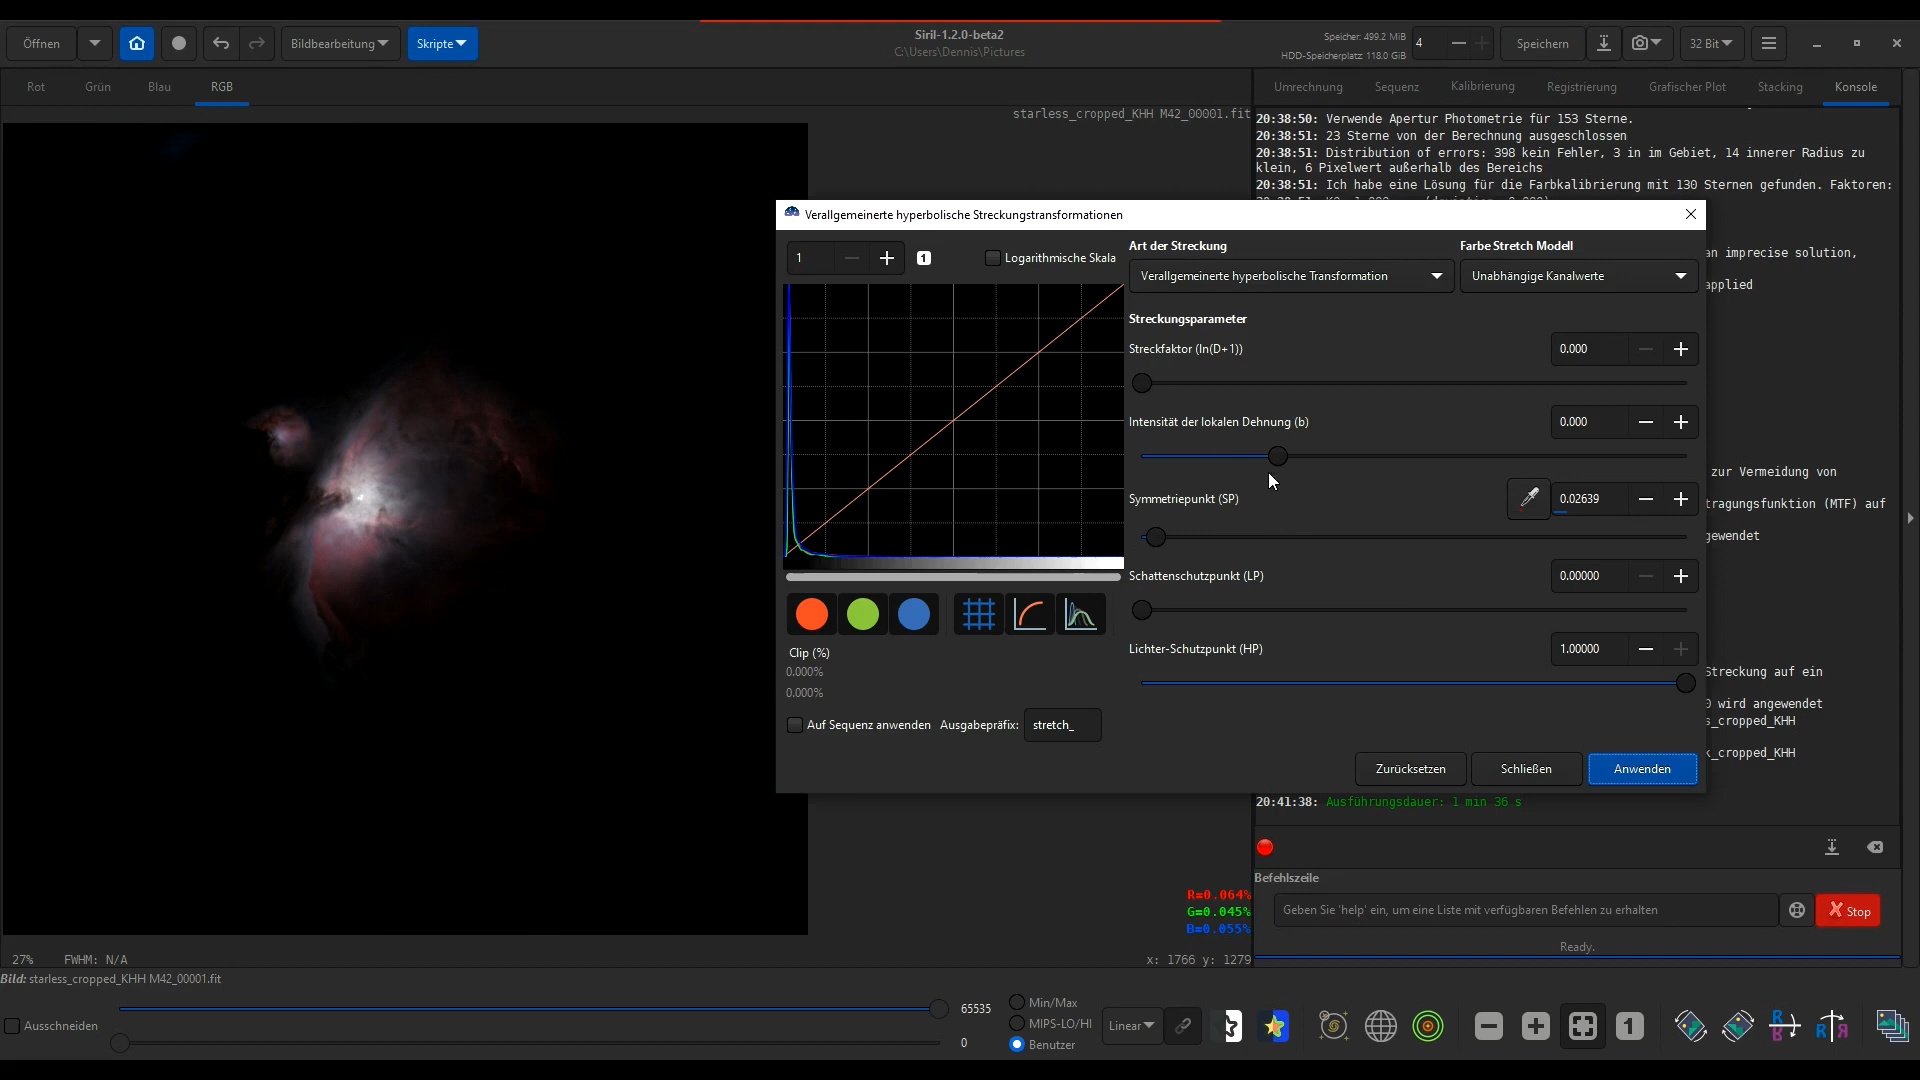 Öffnen
Bildbearbeitung
Skripte
Siril-1.2.0-beta2
C:\Users\Dennis\Pictures
Speicher: 499.2 MiB
HDD-Speicherplatz: 118.0 GiB
4
Speichern
32 Bit
Rot
Grün
Blau
RGB
Umrechnung
Sequenz
Kalibrierung
Registrierung
Grafischer Plot
Stacking
Konsole
starless_cropped_KHH M42_00001.fit
20:38:50: Verwende Apertur Photometrie für 153 Sterne.
20:38:51: 23 Sterne von der Berechnung ausgeschlossen
20:38:51: Distribution of errors: 398 kein Fehler, 3 in im Gebiet, 14 innerer Radius zu
klein, 6 Pixelwert außerhalb des Bereichs
20:38:51: Ich habe eine Lösung für die Farbkalibrierung mit 130 Sternen gefunden. Faktoren:
an imprecise solution,
applied
zur Vermeidung von
tragungsfunktion (MTF) auf
gewendet
Streckung auf ein
0 wird angewendet
s_cropped_KHH
k_cropped_KHH
20:41:38: Ausführungsdauer: 1 min 36 s
Verallgemeinerte hyperbolische Streckungstransformationen
1
1
Logarithmische Skala
Art der Streckung
Farbe Stretch Modell
Verallgemeinerte hyperbolische Transformation
Unabhängige Kanalwerte
Streckungsparameter
Streckfaktor (ln(D+1))
0.000
Intensität der lokalen Dehnung (b)
0.000
Symmetriepunkt (SP)
0.02639
Schattenschutzpunkt (LP)
0.00000
Lichter-Schutzpunkt (HP)
1.00000
Clip (%)
0.000%
0.000%
Auf Sequenz anwenden
Ausgabepräfix:
stretch_
Zurücksetzen
Schließen
Anwenden
R=0.064%
G=0.045%
B=0.055%
Befehlszeile
Geben Sie 'help' ein, um eine Liste mit verfügbaren Befehlen zu erhalten
Stop
Ready.
27%
FWHM: N/A
x: 1766 y: 1279
Bild: starless_cropped_KHH M42_00001.fit
Ausschneiden
65535
0
Min/Max
MIPS-LO/HI
Benutzer
Linear
1
R
R
R
R